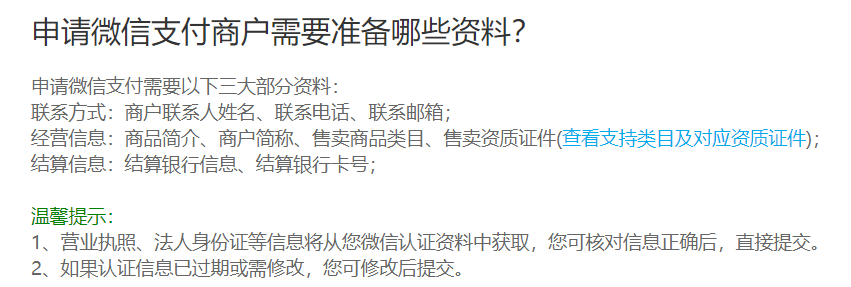 申请微信支付商户需要准备哪些资料？
申请微信支付需要以下三大部分资料：
联系方式：商户联系人姓名、联系电话、联系邮箱；
经营信息：商品简介、商户简称、售卖商品类目、售卖资质证件(查看支持类目及对应资质证件)；
结算信息：结算银行信息、结算银行卡号；
温馨提示：
1、营业执照、法人身份证等信息将从您微信认证资料中获取，您可核对信息正确后，直接提交。
2、如果认证信息已过期或需修改，您可修改后提交。